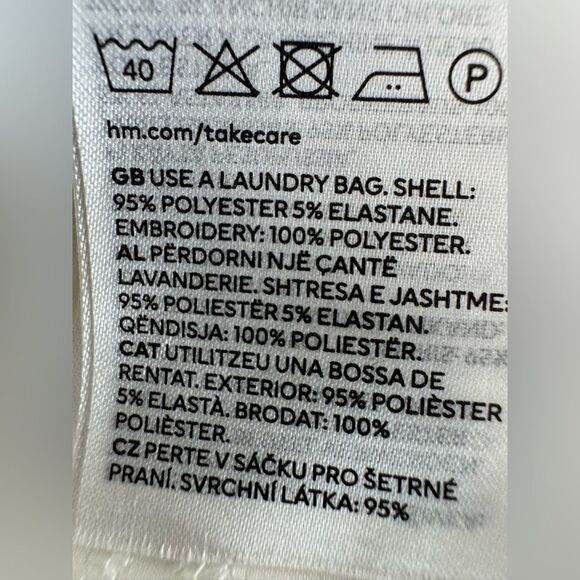 40
P
hm.com/takecare
GB USE A LAUNDRY BAG. SHELL:
95% POLYESTER 5% ELASTANE.
EMBROIDERY: 100% POLYESTER.
AL PËRDORNI NJË ÇANTË
LAVANDERIE. SHTRESA E JASHTME:
95% POLIESTËR 5% ELASTAN.
QËNDISJA: 100% POLIESTËR.
CAT UTILITZEU UNA BOSSA DE
RENTAT. EXTERIOR: 95% POLIÈSTER
5% ELASTÀ. BRODAT: 100%
POLIÈSTER.
CZ PERTE V SÁČKU PRO ŠETRNÉ
PRANÍ. SVRCHNÍ LÁTKA: 95%